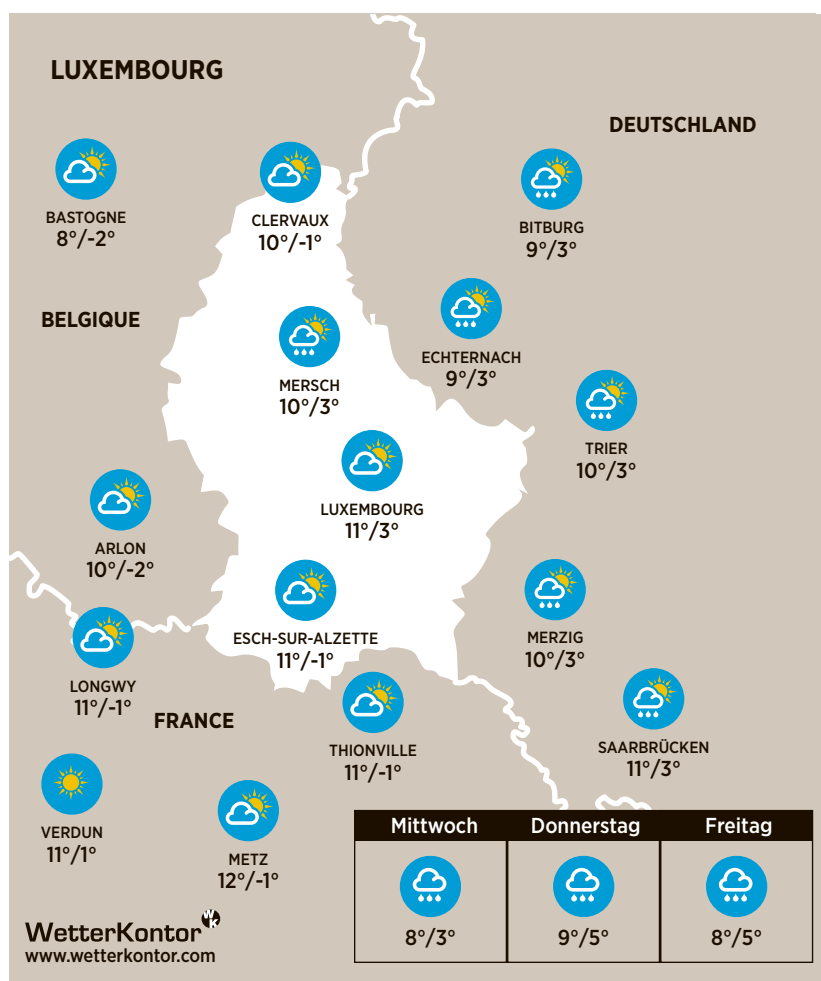 LUXEMBOURG
DEUTSCHLAND
BASTOGNE
8°/-2°
CLERVAUX
10°/-1°
BITBURG
9°/3°
BELGIQUE
ECHTERNACH
9°/3°
MERSCH
10°/3°
TRIER
10°/3°
LUXEMBOURG
11°/3°
ARLON
10°/-2°
ESCH-SUR-ALZETTE
11°/-1°
MERZIG
10°/3°
LONGWY
11°/-1°
FRANCE
THIONVILLE
11°/-1°
SAARBRÜCKEN
11°/3°
VERDUN
11°/1°
METZ
12°/-1°
Mittwoch Donnerstag Freitag
8°/3° 9°/5° 8°/5°
WetterKontor WK
www.wetterkontor.com